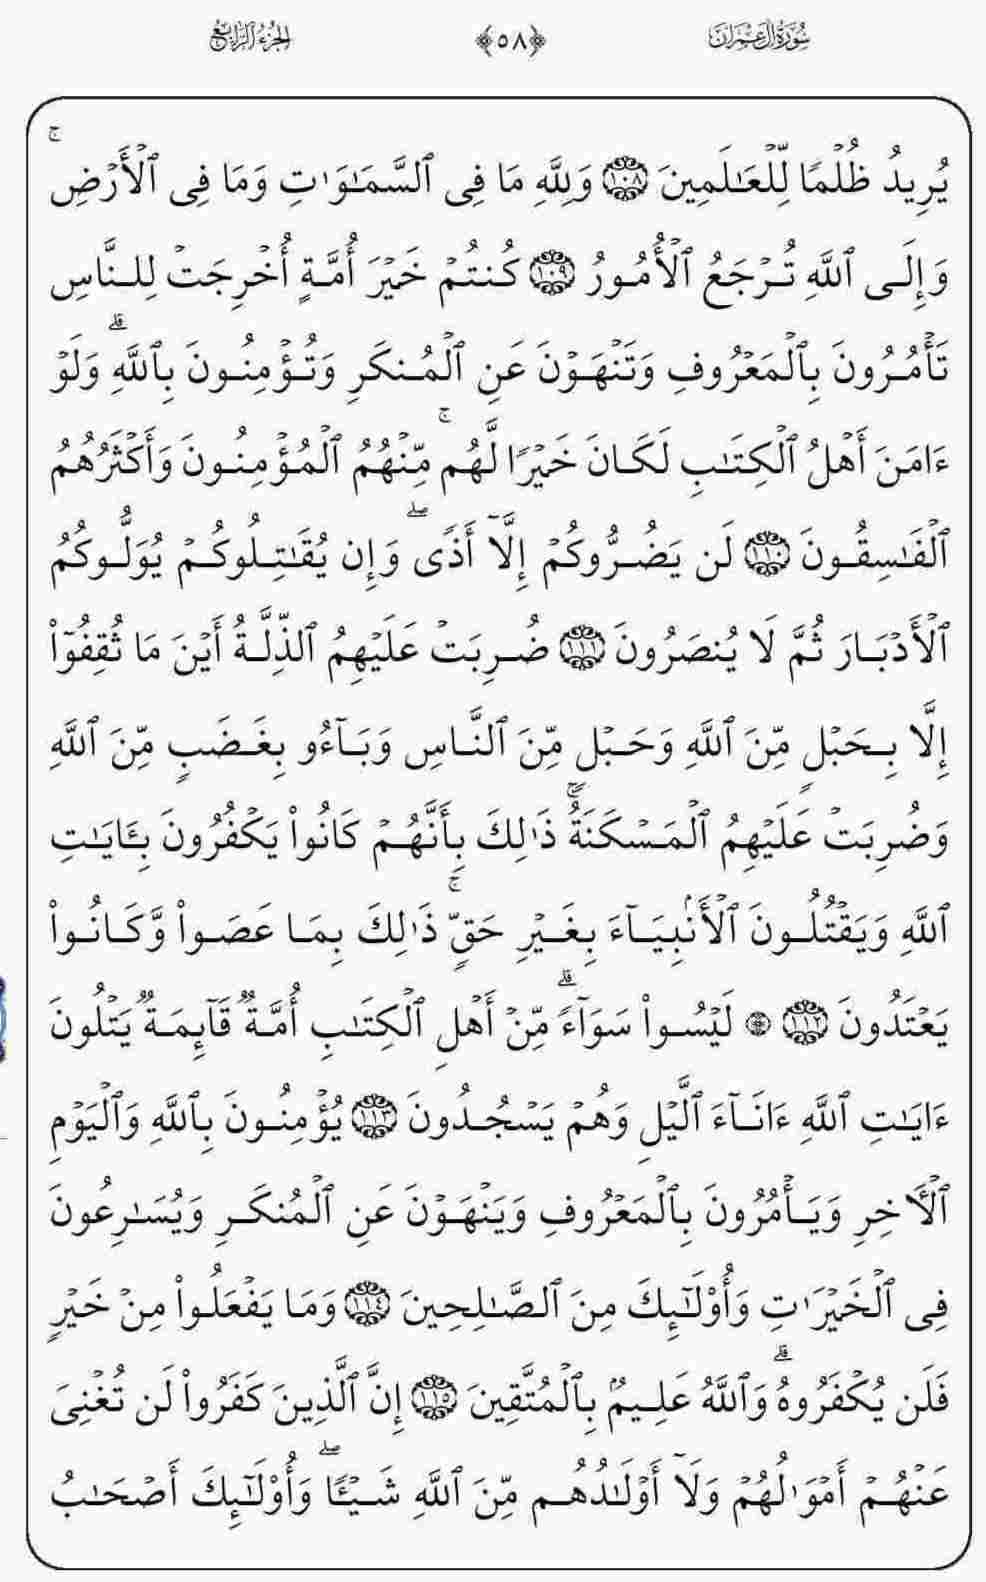 سُورَةُ آلِ عِمْرَانَ ﴿٥٨﴾ الجُزْءُ الرَّابِعُ
يُرِيدُ ظُلْمًا لِّلْعَـٰلَمِينَ ١٠٨ وَلِلَّهِ مَا فِى ٱلسَّمَـٰوَٰتِ وَمَا فِى ٱلْأَرْضِ ۚ
وَإِلَى ٱللَّهِ تُرْجَعُ ٱلْأُمُورُ ١٠٩ كُنتُمْ خَيْرَ أُمَّةٍ أُخْرِجَتْ لِلنَّاسِ
تَأْمُرُونَ بِٱلْمَعْرُوفِ وَتَنْهَوْنَ عَنِ ٱلْمُنكَرِ وَتُؤْمِنُونَ بِٱللَّهِ ۗ وَلَوْ
ءَامَنَ أَهْلُ ٱلْكِتَـٰبِ لَكَانَ خَيْرًا لَّهُم ۚ مِّنْهُمُ ٱلْمُؤْمِنُونَ وَأَكْثَرُهُمُ
ٱلْفَـٰسِقُونَ ١١٠ لَن يَضُرُّوكُمْ إِلَّآ أَذًى ۖ وَإِن يُقَـٰتِلُوكُمْ يُوَلُّوكُمُ
ٱلْأَدْبَارَ ثُمَّ لَا يُنصَرُونَ ١١١ ضُرِبَتْ عَلَيْهِمُ ٱلذِّلَّةُ أَيْنَ مَا ثُقِفُوٓا۟
إِلَّا بِحَبْلٍ مِّنَ ٱللَّهِ وَحَبْلٍ مِّنَ ٱلنَّاسِ وَبَآءُو بِغَضَبٍ مِّنَ ٱللَّهِ
وَضُرِبَتْ عَلَيْهِمُ ٱلْمَسْكَنَةُ ۚ ذَٰلِكَ بِأَنَّهُمْ كَانُوا۟ يَكْفُرُونَ بِـَٔايَـٰتِ
ٱللَّهِ وَيَقْتُلُونَ ٱلْأَنۢبِيَآءَ بِغَيْرِ حَقٍّ ۚ ذَٰلِكَ بِمَا عَصَوا۟ وَّكَانُوا۟
يَعْتَدُونَ ١١٢ ۞ لَيْسُوا۟ سَوَآءً ۗ مِّنْ أَهْلِ ٱلْكِتَـٰبِ أُمَّةٌ قَآئِمَةٌ يَتْلُونَ
ءَايَـٰتِ ٱللَّهِ ءَانَآءَ ٱلَّيْلِ وَهُمْ يَسْجُدُونَ ١١٣ يُؤْمِنُونَ بِٱللَّهِ وَٱلْيَوْمِ
ٱلْـَٔاخِرِ وَيَأْمُرُونَ بِٱلْمَعْرُوفِ وَيَنْهَوْنَ عَنِ ٱلْمُنكَرِ وَيُسَـٰرِعُونَ
فِى ٱلْخَيْرَٰتِ وَأُو۟لَـٰٓئِكَ مِنَ ٱلصَّـٰلِحِينَ ١١٤ وَمَا يَفْعَلُوا۟ مِنْ خَيْرٍ
فَلَن يُكْفَرُوهُ ۗ وَٱللَّهُ عَلِيمٌۢ بِٱلْمُتَّقِينَ ١١٥ إِنَّ ٱلَّذِينَ كَفَرُوا۟ لَن تُغْنِىَ
عَنْهُمْ أَمْوَٰلُهُمْ وَلَآ أَوْلَـٰدُهُم مِّنَ ٱللَّهِ شَيْـًٔا ۖ وَأُو۟لَـٰٓئِكَ أَصْحَـٰبُ